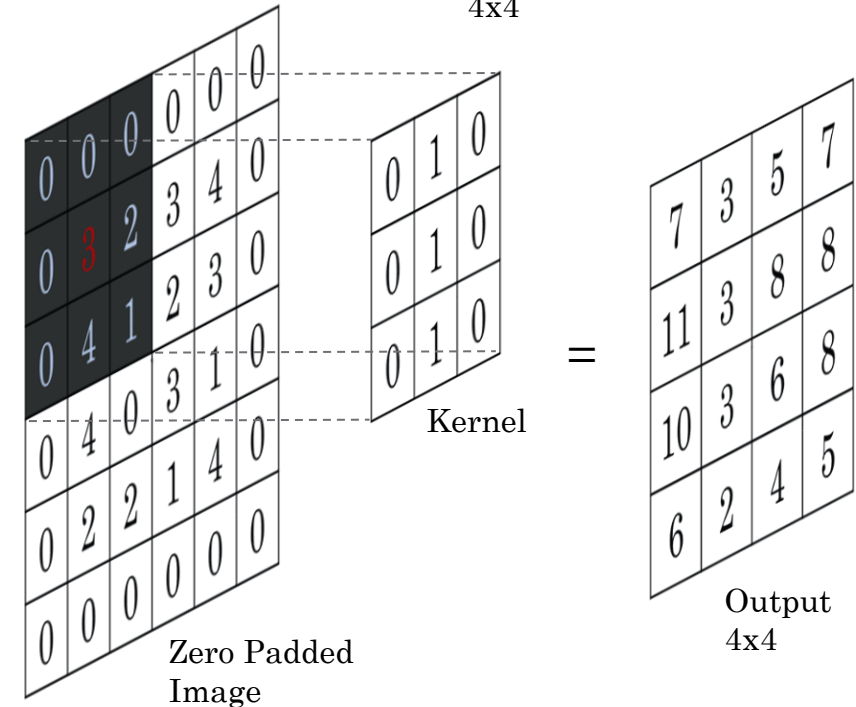 4x4
0 0 0 0 0 0
0 3 2 3 4 0
0 4 1 2 3 0
0 4 0 3 1 0
0 2 2 1 4 0
0 0 0 0 0 0
Zero Padded
Image
0 1 0
0 1 0
0 1 0
Kernel
=
7 3 5 7
11 3 8 8
10 3 6 8
6 2 4 5
Output
4x4